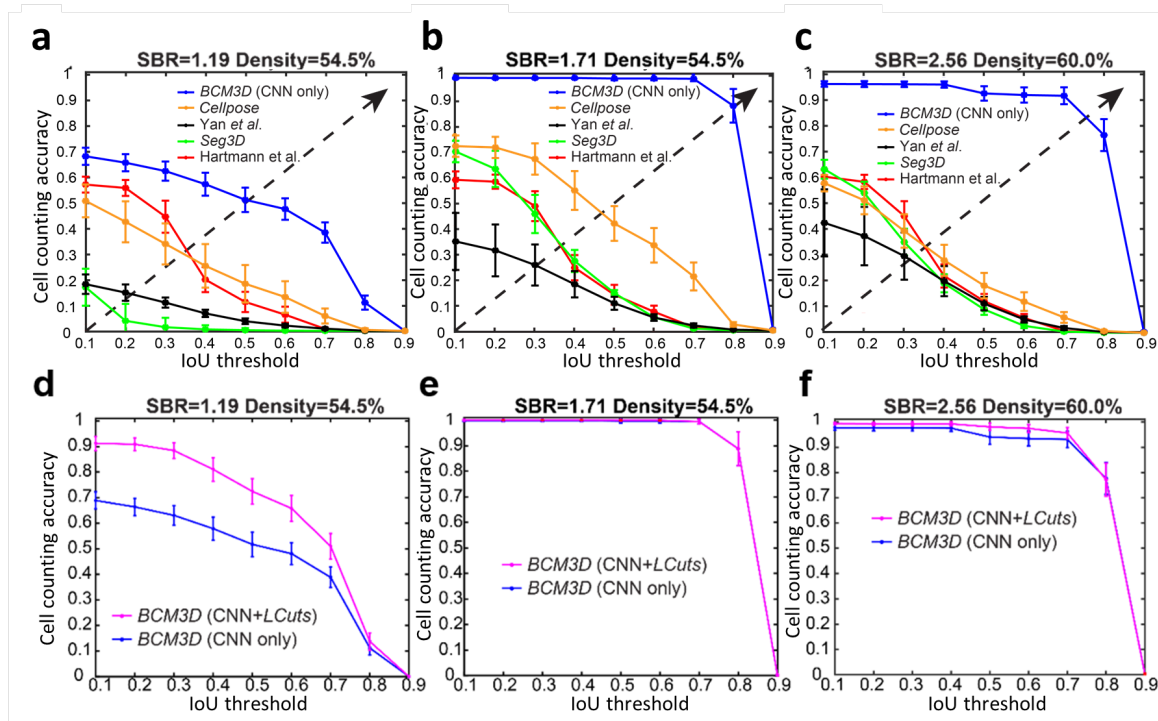 a
SBR=1.19 Density=54.5%
Cell counting accuracy
1
0.9
0.8
0.7
0.6
0.5
0.4
0.3
0.2
0.1
0
BCM3D (CNN only)
Cellpose
Yan et al.
Seg3D
Hartmann et al.
0.1 0.2 0.3 0.4 0.5 0.6 0.7 0.8 0.9
IoU threshold
b
SBR=1.71 Density=54.5%
Cell counting accuracy
1
0.9
0.8
0.7
0.6
0.5
0.4
0.3
0.2
0.1
0
BCM3D (CNN only)
Cellpose
Yan et al.
Seg3D
Hartmann et al.
0.1 0.2 0.3 0.4 0.5 0.6 0.7 0.8 0.9
IoU threshold
c
SBR=2.56 Density=60.0%
Cell counting accuracy
1
0.9
0.8
0.7
0.6
0.5
0.4
0.3
0.2
0.1
0
BCM3D (CNN only)
Cellpose
Yan et al.
Seg3D
Hartmann et al.
0.1 0.2 0.3 0.4 0.5 0.6 0.7 0.8 0.9
IoU threshold
d
SBR=1.19 Density=54.5%
Cell counting accuracy
1
0.9
0.8
0.7
0.6
0.5
0.4
0.3
0.2
0.1
0
BCM3D (CNN+LCuts)
BCM3D (CNN only)
0.1 0.2 0.3 0.4 0.5 0.6 0.7 0.8 0.9
IoU threshold
e
SBR=1.71 Density=54.5%
Cell counting accuracy
1
0.9
0.8
0.7
0.6
0.5
0.4
0.3
0.2
0.1
0
BCM3D (CNN+LCuts)
BCM3D (CNN only)
0.1 0.2 0.3 0.4 0.5 0.6 0.7 0.8 0.9
IoU threshold
f
SBR=2.56 Density=60.0%
Cell counting accuracy
1
0.9
0.8
0.7
0.6
0.5
0.4
0.3
0.2
0.1
0
BCM3D (CNN+LCuts)
BCM3D (CNN only)
0.1 0.2 0.3 0.4 0.5 0.6 0.7 0.8 0.9
IoU threshold